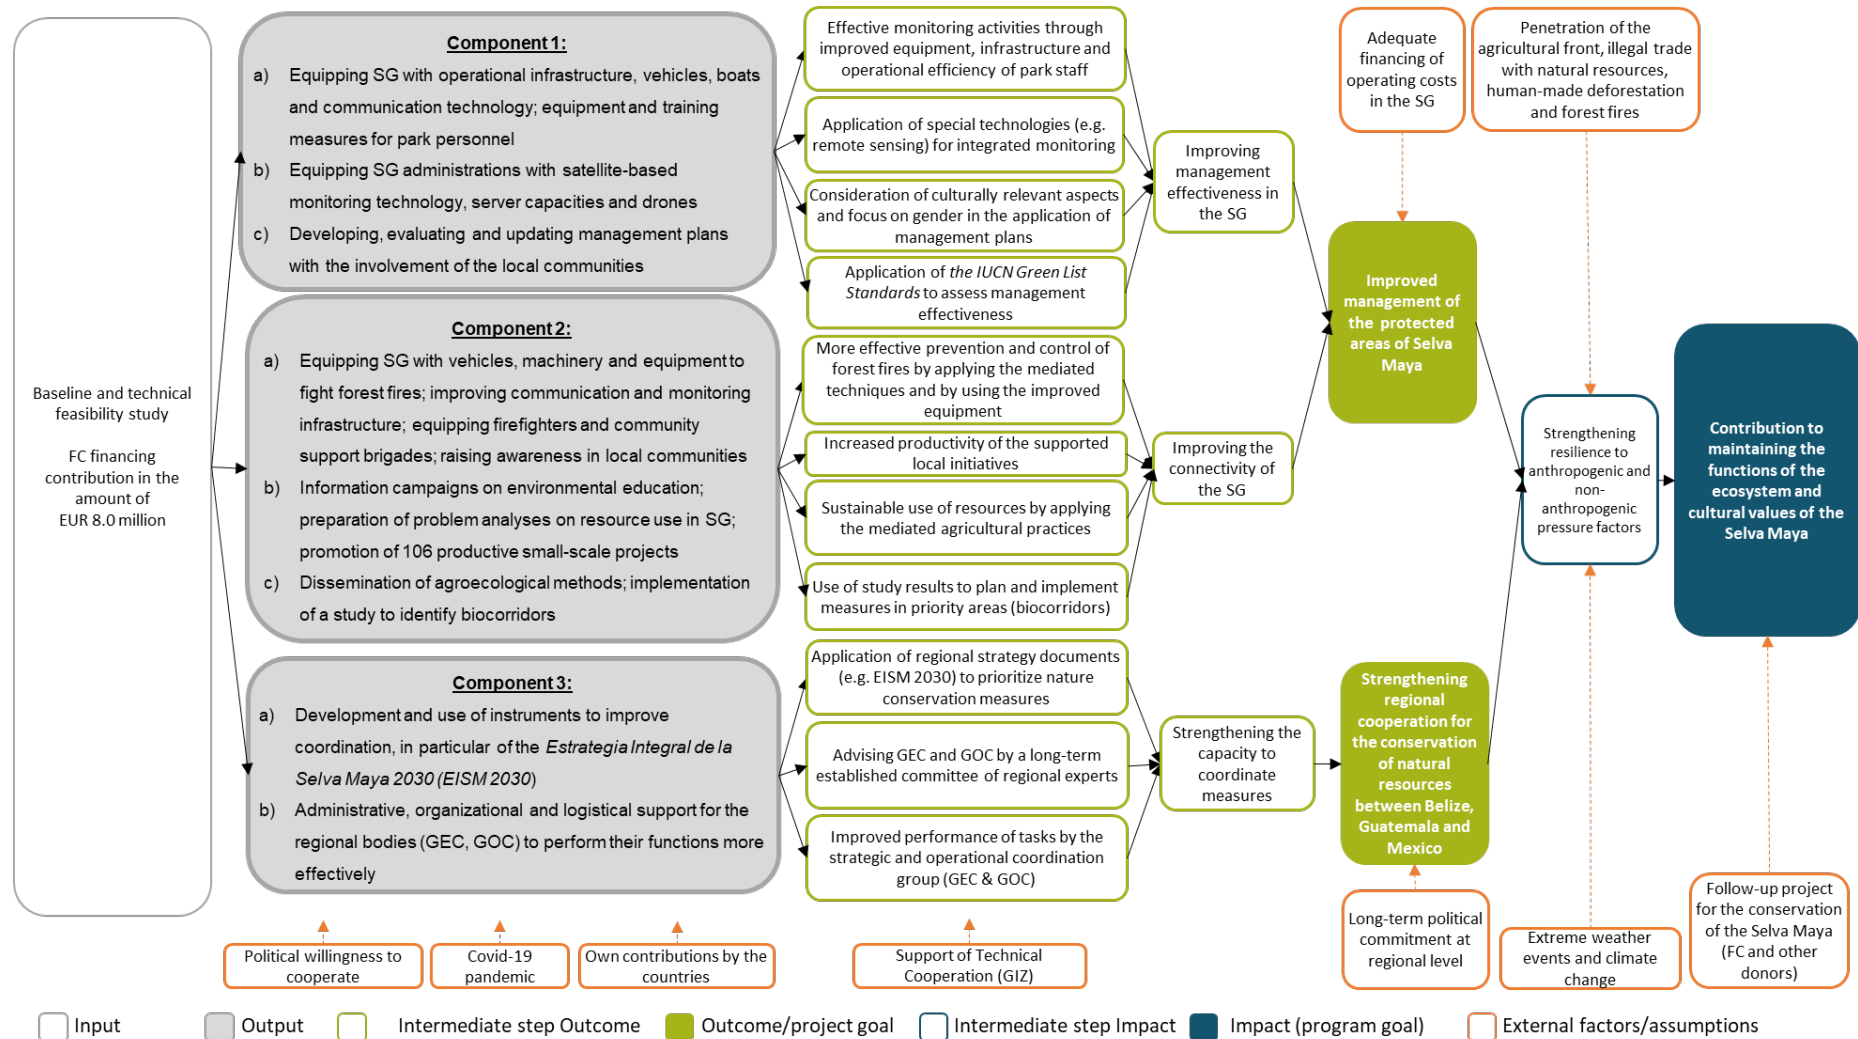 Baseline and technical
feasibility study
FC financing
contribution in the
amount of
EUR 8.0 million
Component 1:
a) Equipping SG with operational infrastructure, vehicles, boats
and communication technology; equipment and training
measures for park personnel
b) Equipping SG administrations with satellite-based
monitoring technology, server capacities and drones
c) Developing, evaluating and updating management plans
with the involvement of the local communities
Component 2:
a) Equipping SG with vehicles, machinery and equipment to
fight forest fires; improving communication and monitoring
infrastructure; equipping firefighters and community
support brigades; raising awareness in local communities
b) Information campaigns on environmental education;
preparation of problem analyses on resource use in SG;
promotion of 106 productive small-scale projects
c) Dissemination of agroecological methods; implementation
of a study to identify biocorridors
Component 3:
a) Development and use of instruments to improve
coordination, in particular of the Estrategia Integral de la
Selva Maya 2030 (EISM 2030)
b) Administrative, organizational and logistical support for the
regional bodies (GEC, GOC) to perform their functions more
effectively
Effective monitoring activities through
improved equipment, infrastructure and
operational efficiency of park staff
Application of special technologies (e.g.
remote sensing) for integrated monitoring
Consideration of culturally relevant aspects
and focus on gender in the application of
management plans
Application of the IUCN Green List
Standards to assess management
effectiveness
More effective prevention and control of
forest fires by applying the mediated
techniques and by using the improved
equipment
Increased productivity of the supported
local initiatives
Sustainable use of resources by applying
the mediated agricultural practices
Use of study results to plan and implement
measures in priority areas (biocorridors)
Application of regional strategy documents
(e.g. EISM 2030) to prioritize nature
conservation measures
Advising GEC and GOC by a long-term
established committee of regional experts
Improved performance of tasks by the
strategic and operational coordination
group (GEC & GOC)
Improving
management
effectiveness in
the SG
Improving the
connectivity of
the SG
Strengthening the
capacity to
coordinate
measures
Adequate
financing of
operating costs
in the SG
Penetration of the
agricultural front, illegal trade
with natural resources,
human-made deforestation
and forest fires
Improved
management of
the protected
areas of Selva
Maya
Strengthening
regional
cooperation for
the conservation
of natural
resources
between Belize,
Guatemala and
Mexico
Strengthening
resilience to
anthropogenic and
non-
anthropogenic
pressure factors
Contribution to
maintaining the
functions of the
ecosystem and
cultural values of the
Selva Maya
Political willingness to
cooperate
Covid-19
pandemic
Own contributions by the
countries
Support of Technical
Cooperation (GIZ)
Long-term political
commitment at
regional level
Extreme weather
events and climate
change
Follow-up project
for the conservation
of the Selva Maya
(FC and other
donors)
Input
Output
Intermediate step Outcome
Outcome/project goal
Intermediate step Impact
Impact (program goal)
External factors/assumptions